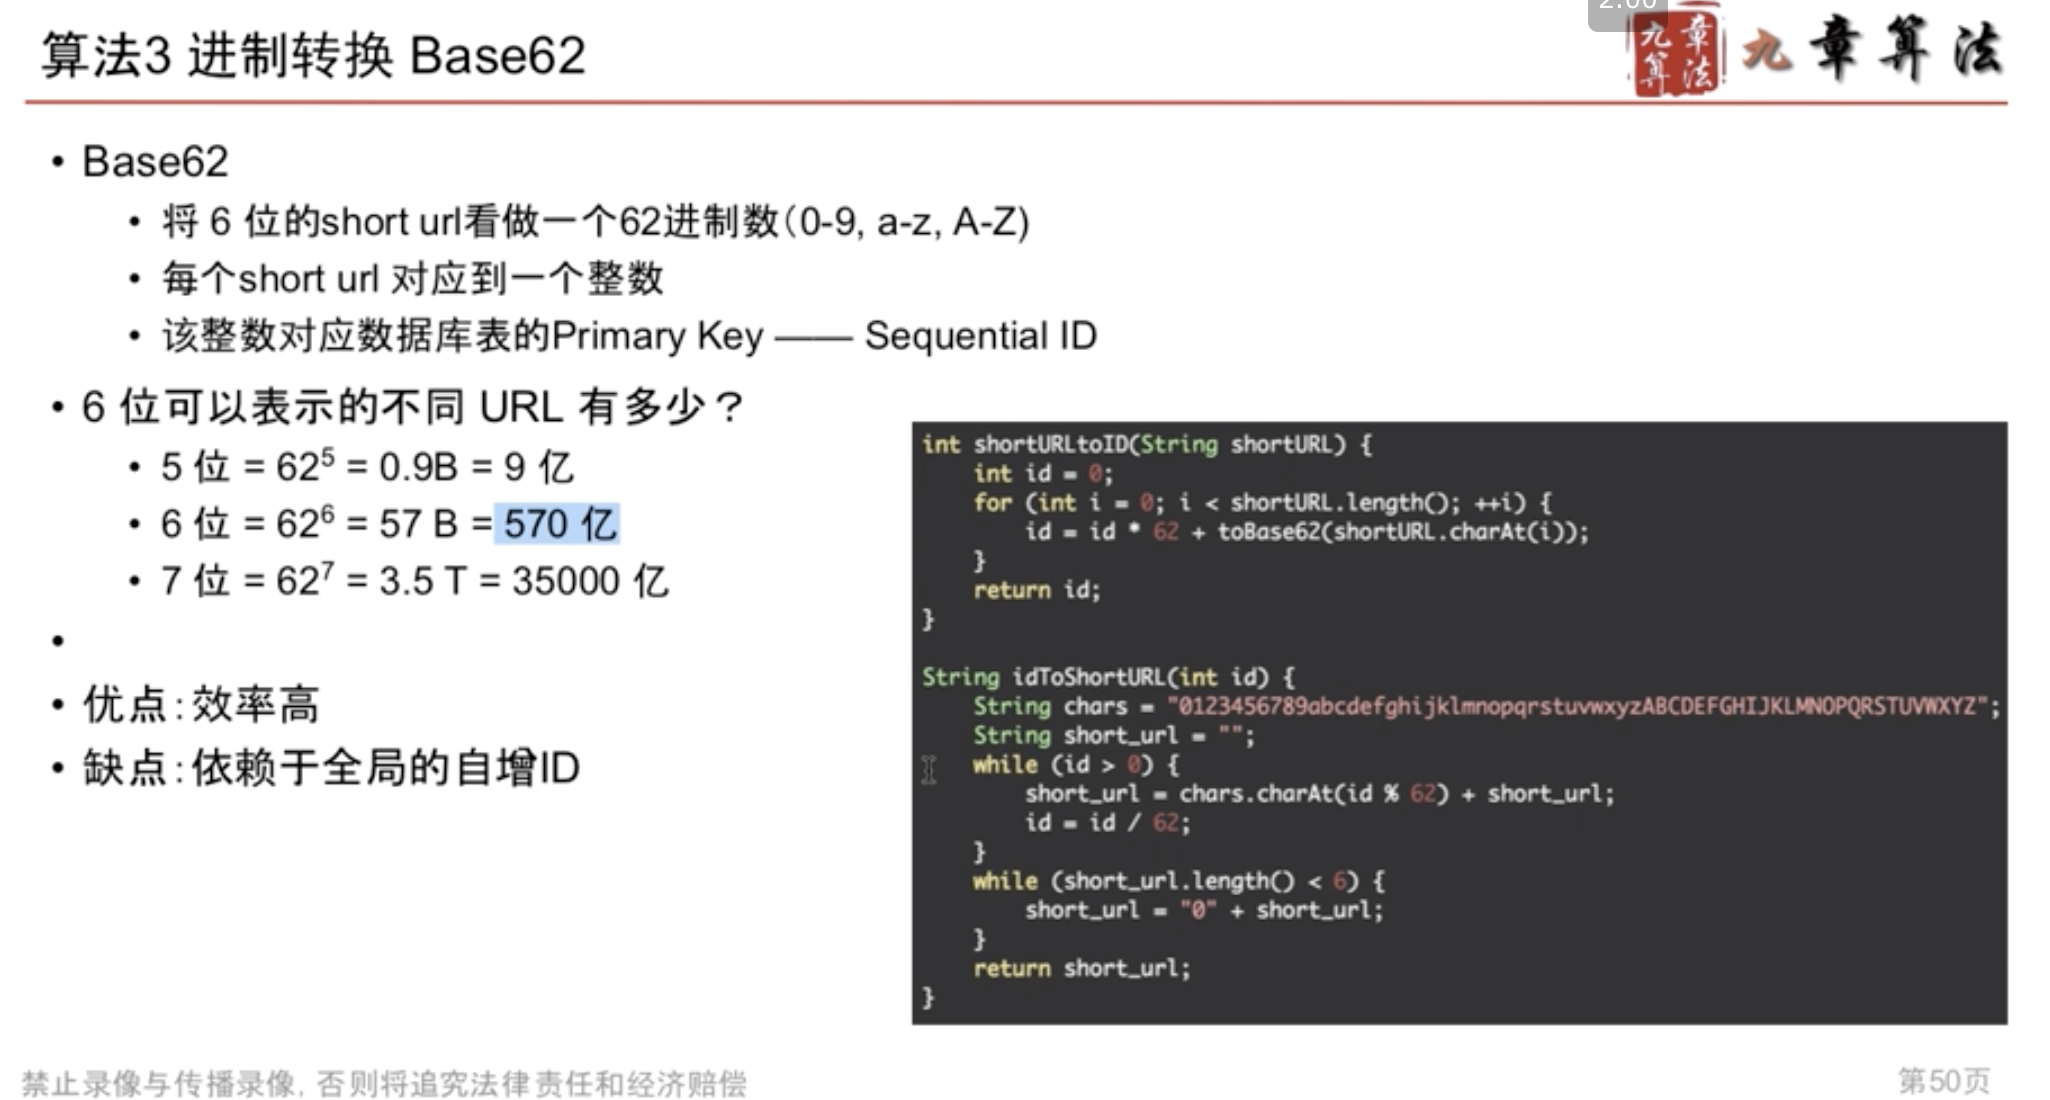 2:00
算法3 进制转换 Base62
九章算法
九章算法
• Base62
• 将 6 位的short url看做一个62进制数(0-9, a-z, A-Z)
• 每个short url 对应到一个整数
• 该整数对应数据库表的Primary Key —— Sequential ID
• 6 位可以表示的不同 URL 有多少?
• 5 位 = 62⁵ = 0.9B = 9 亿
• 6 位 = 62⁶ = 57 B = 570 亿
• 7 位 = 62⁷ = 3.5 T = 35000 亿
•
• 优点:效率高
• 缺点:依赖于全局的自增ID
int shortURLtoID(String shortURL) {
    int id = 0;
    for (int i = 0; i < shortURL.length(); ++i) {
        id = id * 62 + toBase62(shortURL.charAt(i));
    }
    return id;
}
String idToShortURL(int id) {
    String chars = "0123456789abcdefghijklmnopqrstuvwxyzABCDEFGHIJKLMNOPQRSTUVWXYZ";
    String short_url = "";
    while (id > 0) {
        short_url = chars.charAt(id % 62) + short_url;
        id = id / 62;
    }
    while (short_url.length() < 6) {
        short_url = "0" + short_url;
    }
    return short_url;
}
禁止录像与传播录像, 否则将追究法律责任和经济赔偿
第50页